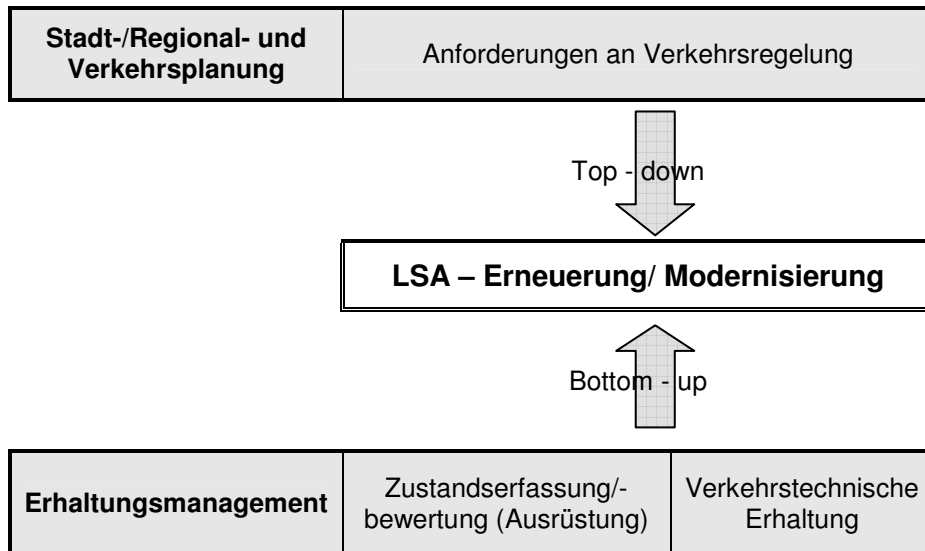 Stadt-/Regional- und
Verkehrsplanung
Anforderungen an Verkehrsregelung
Top - down
LSA – Erneuerung/ Modernisierung
Bottom - up
Erhaltungsmanagement
Zustandserfassung/-
bewertung (Ausrüstung)
Verkehrstechnische
Erhaltung